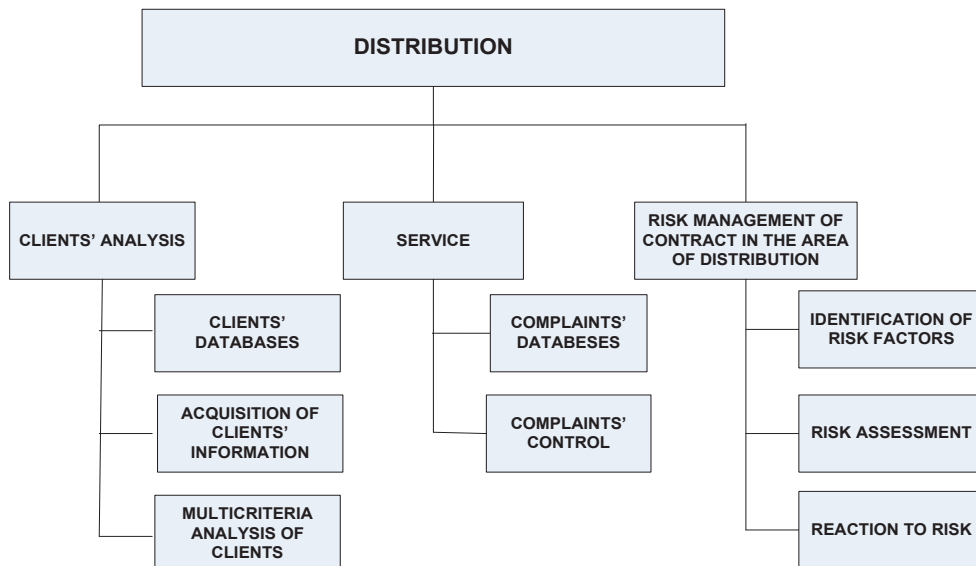 DISTRIBUTION
CLIENTS' ANALYSIS
SERVICE
RISK MANAGEMENT OF
CONTRACT IN THE AREA
OF DISTRIBUTION
CLIENTS'
DATABASES
ACQUISITION OF
CLIENTS'
INFORMATION
MULTICRITERIA
ANALYSIS OF
CLIENTS
COMPLAINTS'
DATABESES
COMPLAINTS'
CONTROL
IDENTIFICATION OF
RISK FACTORS
RISK ASSESSMENT
REACTION TO RISK